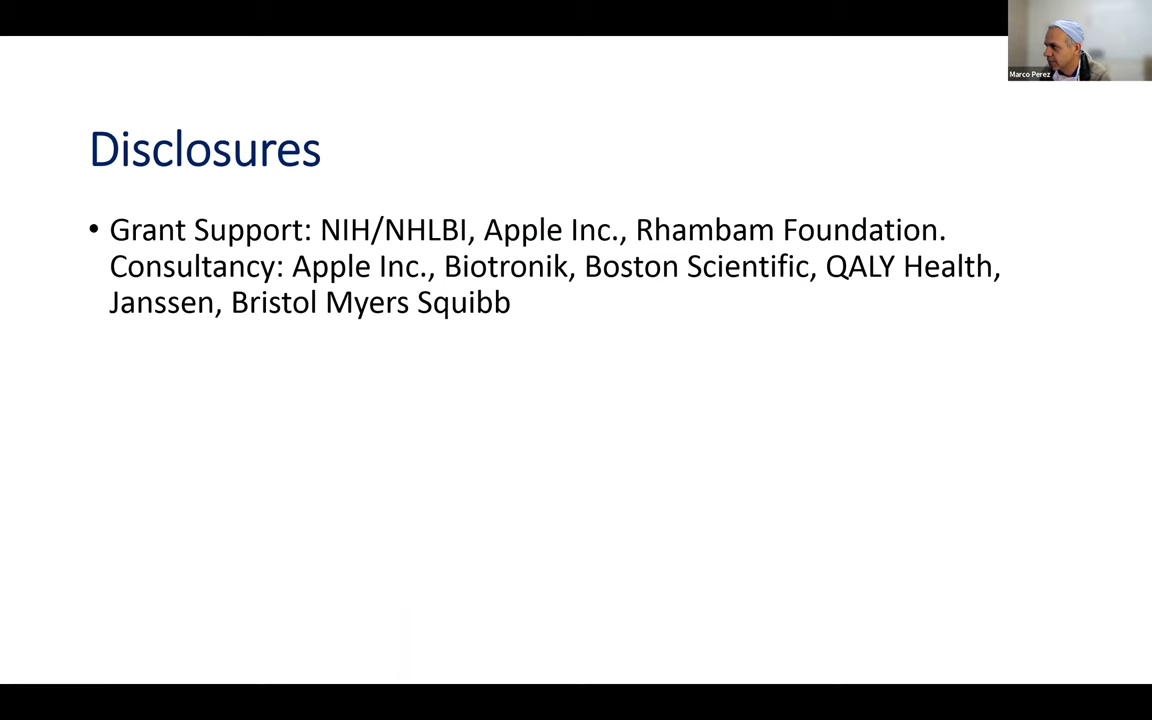 Marco Perez
Disclosures
• Grant Support: NIH/NHLBI, Apple Inc., Rhambam Foundation.
Consultancy: Apple Inc., Biotronik, Boston Scientific, QALY Health,
Janssen, Bristol Myers Squibb